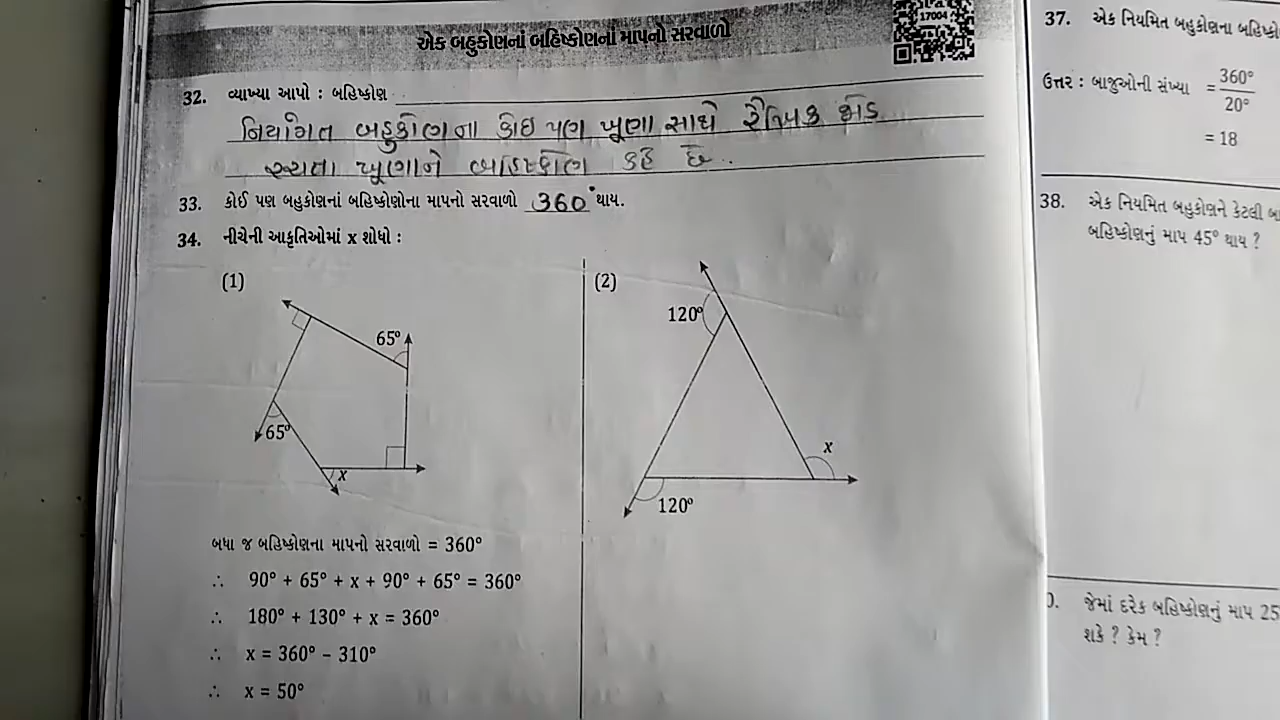 એક બહુકોણનાં બહિષ્કોણનાં માપનો સરવાળો
17004
32. વ્યાખ્યા આપો : બહિષ્કોણ
નિયમિત બહુકોણના કોઇ પણ ખૂણા સાથે રૈખિક જોડ
રચતા ખૂણાને બહિષ્કોણ કહે છે.
33. કોઈ પણ બહુકોણનાં બહિષ્કોણોના માપનો સરવાળો 360° થાય.
34. નીચેની આકૃતિઓમાં x શોધો :
(1)
65°
65°
x
(2)
120°
x
120°
બધા જ બહિષ્કોણના માપનો સરવાળો = 360°
∴ 90° + 65° + x + 90° + 65° = 360°
∴ 180° + 130° + x = 360°
∴ x = 360° – 310°
∴ x = 50°
37. એક નિયમિત બહુકોણના
ઉત્તર : બાજુઓની સંખ્યા = 360°
20°
= 18
38. એક નિયમિત બહુકોણને કેટલી
બહિષ્કોણનું માપ 45° થાય ?
જેમાં દરેક બહિષ્કોણનું માપ 25
શકે ? કેમ ?